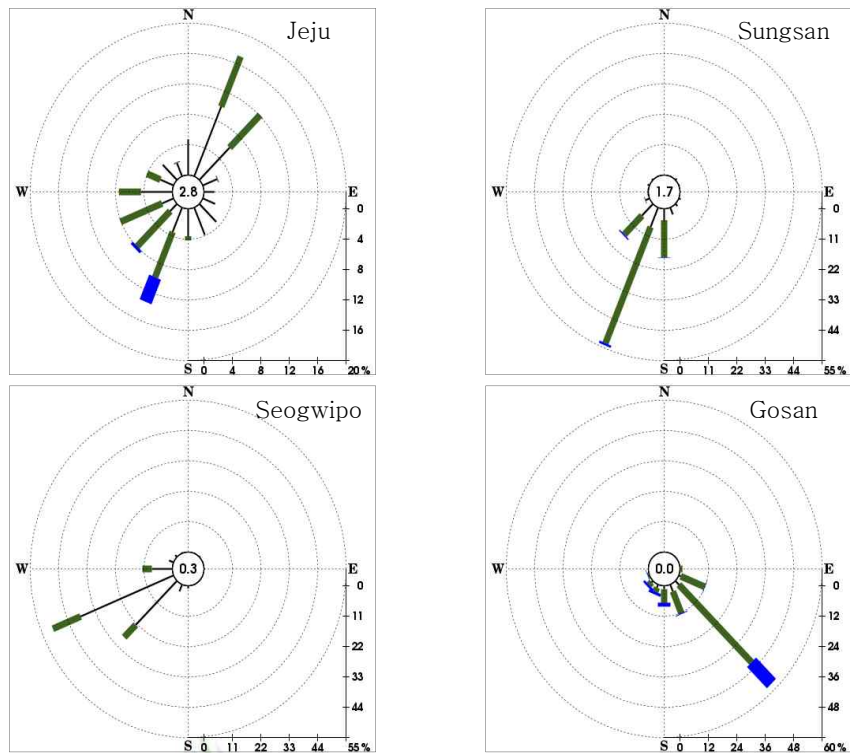 N
Jeju
W
2.8
E
0
4
8
12
16
S
0 4 8 12 16 20%
N
Sungsan
W
1.7
E
0
11
22
33
44
S
0 11 22 33 44 55%
N
Seogwipo
W
0.3
E
0
11
22
33
44
S
0 11 22 33 44 55%
N
Gosan
W
0.0
E
0
12
24
36
48
S
0 12 24 36 48 60%